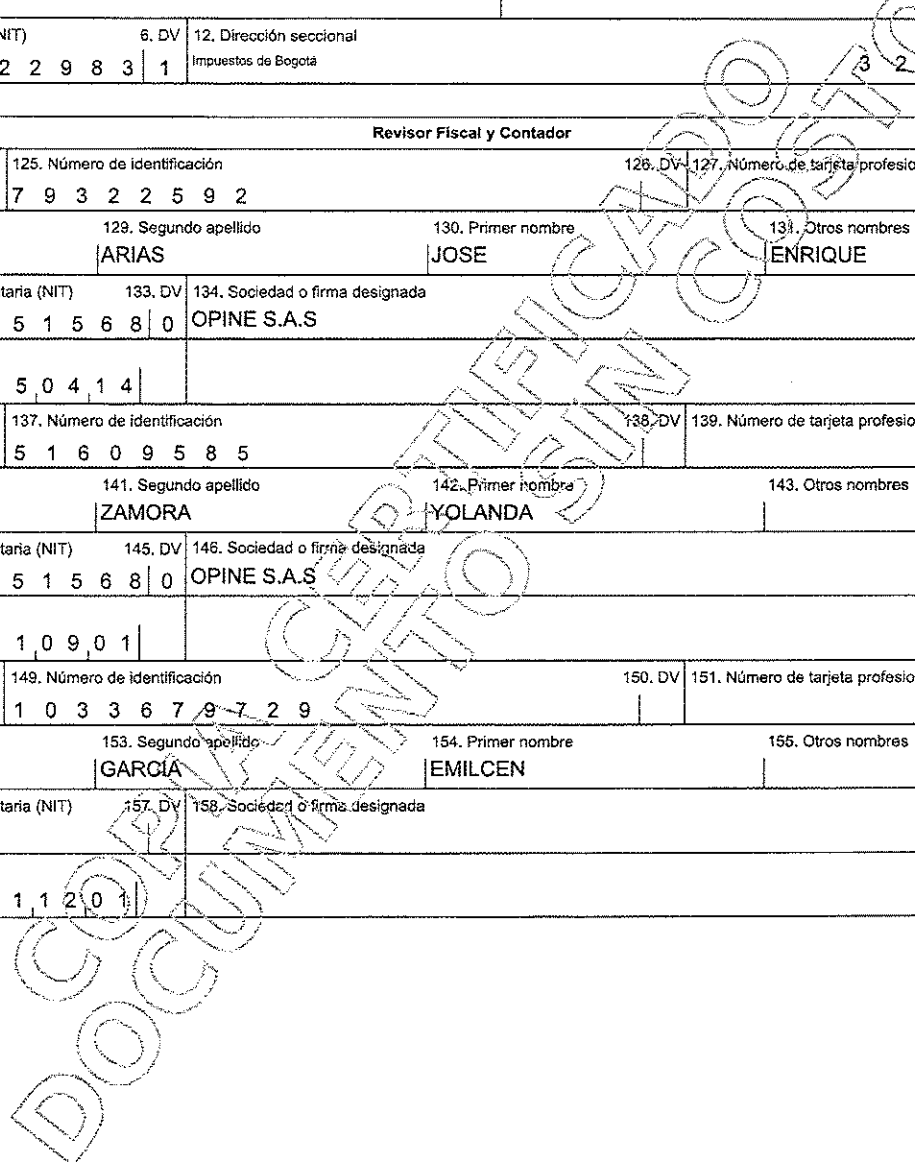 NIT) 6. DV 12. Dirección seccional
2 2 9 8 3 1 Impuestos de Bogotá 3 2
Revisor Fiscal y Contador
125. Número de identificación 126. DV 127. Número de tarjeta profesio
7 9 3 2 2 5 9 2
129. Segundo apellido 130. Primer nombre 131. Otros nombres
ARIAS JOSE ENRIQUE
taria (NIT) 133. DV 134. Sociedad o firma designada
5 1 5 6 8 0 OPINE S.A.S
5 0 4 1 4
137. Número de identificación 138. DV 139. Número de tarjeta profesio
5 1 6 0 9 5 8 5
141. Segundo apellido 142. Primer nombre 143. Otros nombres
ZAMORA YOLANDA
taria (NIT) 145. DV 146. Sociedad o firma designada
5 1 5 6 8 0 OPINE S.A.S
1 0 9 0 1
149. Número de identificación 150. DV 151. Número de tarjeta profesio
1 0 3 3 6 7 9 7 2 9
153. Segundo apellido 154. Primer nombre 155. Otros nombres
GARCIA EMILCEN
taria (NIT) 157. DV 158. Sociedad o firma designada
1 1 2 0 1
COPIA CERTIFICADO
DOCUMENTO SIN COSTO